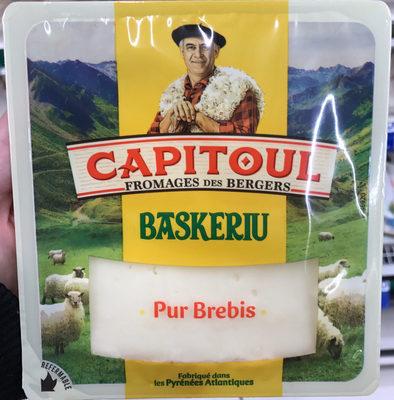 CAPITOUL
FROMAGES DES BERGERS
BASKERIU
Pur Brebis
REFERMABLE
Fabriqué dans
les Pyrénées Atlantiques